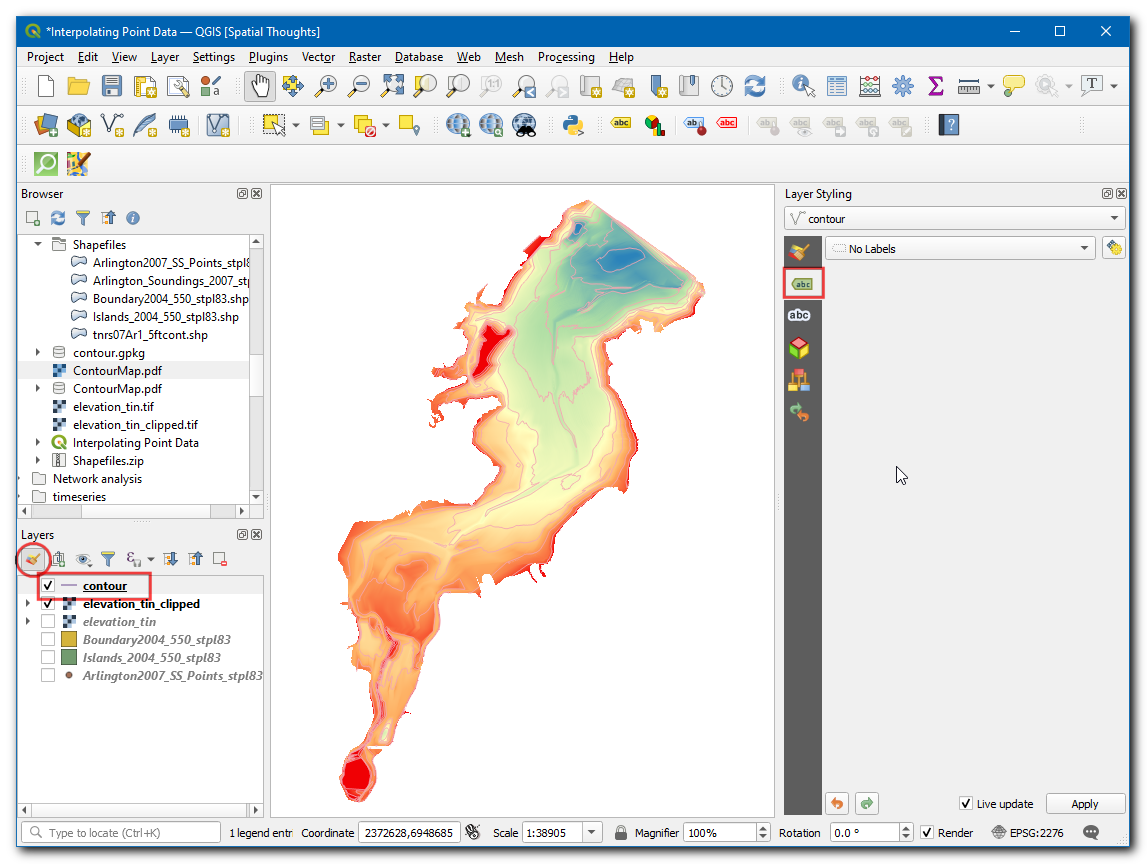 *Interpolating Point Data — QGIS [Spatial Thoughts]
Project Edit View Layer Settings Plugins Vector Raster Database Web Mesh Processing Help
Browser
Shapefiles
Arlington2007_SS_Points_stpl8
Arlington_Soundings_2007_stp
Boundary2004_550_stpl83.shp
Islands_2004_550_stpl83.shp
tnrs07Ar1_5ftcont.shp
contour.gpkg
ContourMap.pdf
ContourMap.pdf
elevation_tin.tif
elevation_tin_clipped.tif
Interpolating Point Data
Shapefiles.zip
Network analysis
timeseries
Layers
contour
elevation_tin_clipped
elevation_tin
Boundary2004_550_stpl83
Islands_2004_550_stpl83
Arlington2007_SS_Points_stpl83
Layer Styling
contour
No Labels
abc
abc
Live update Apply
Type to locate (Ctrl+K) 1 legend entr Coordinate 2372628,6948685 Scale 1:38905 Magnifier 100% Rotation 0.0 ° Render EPSG:2276